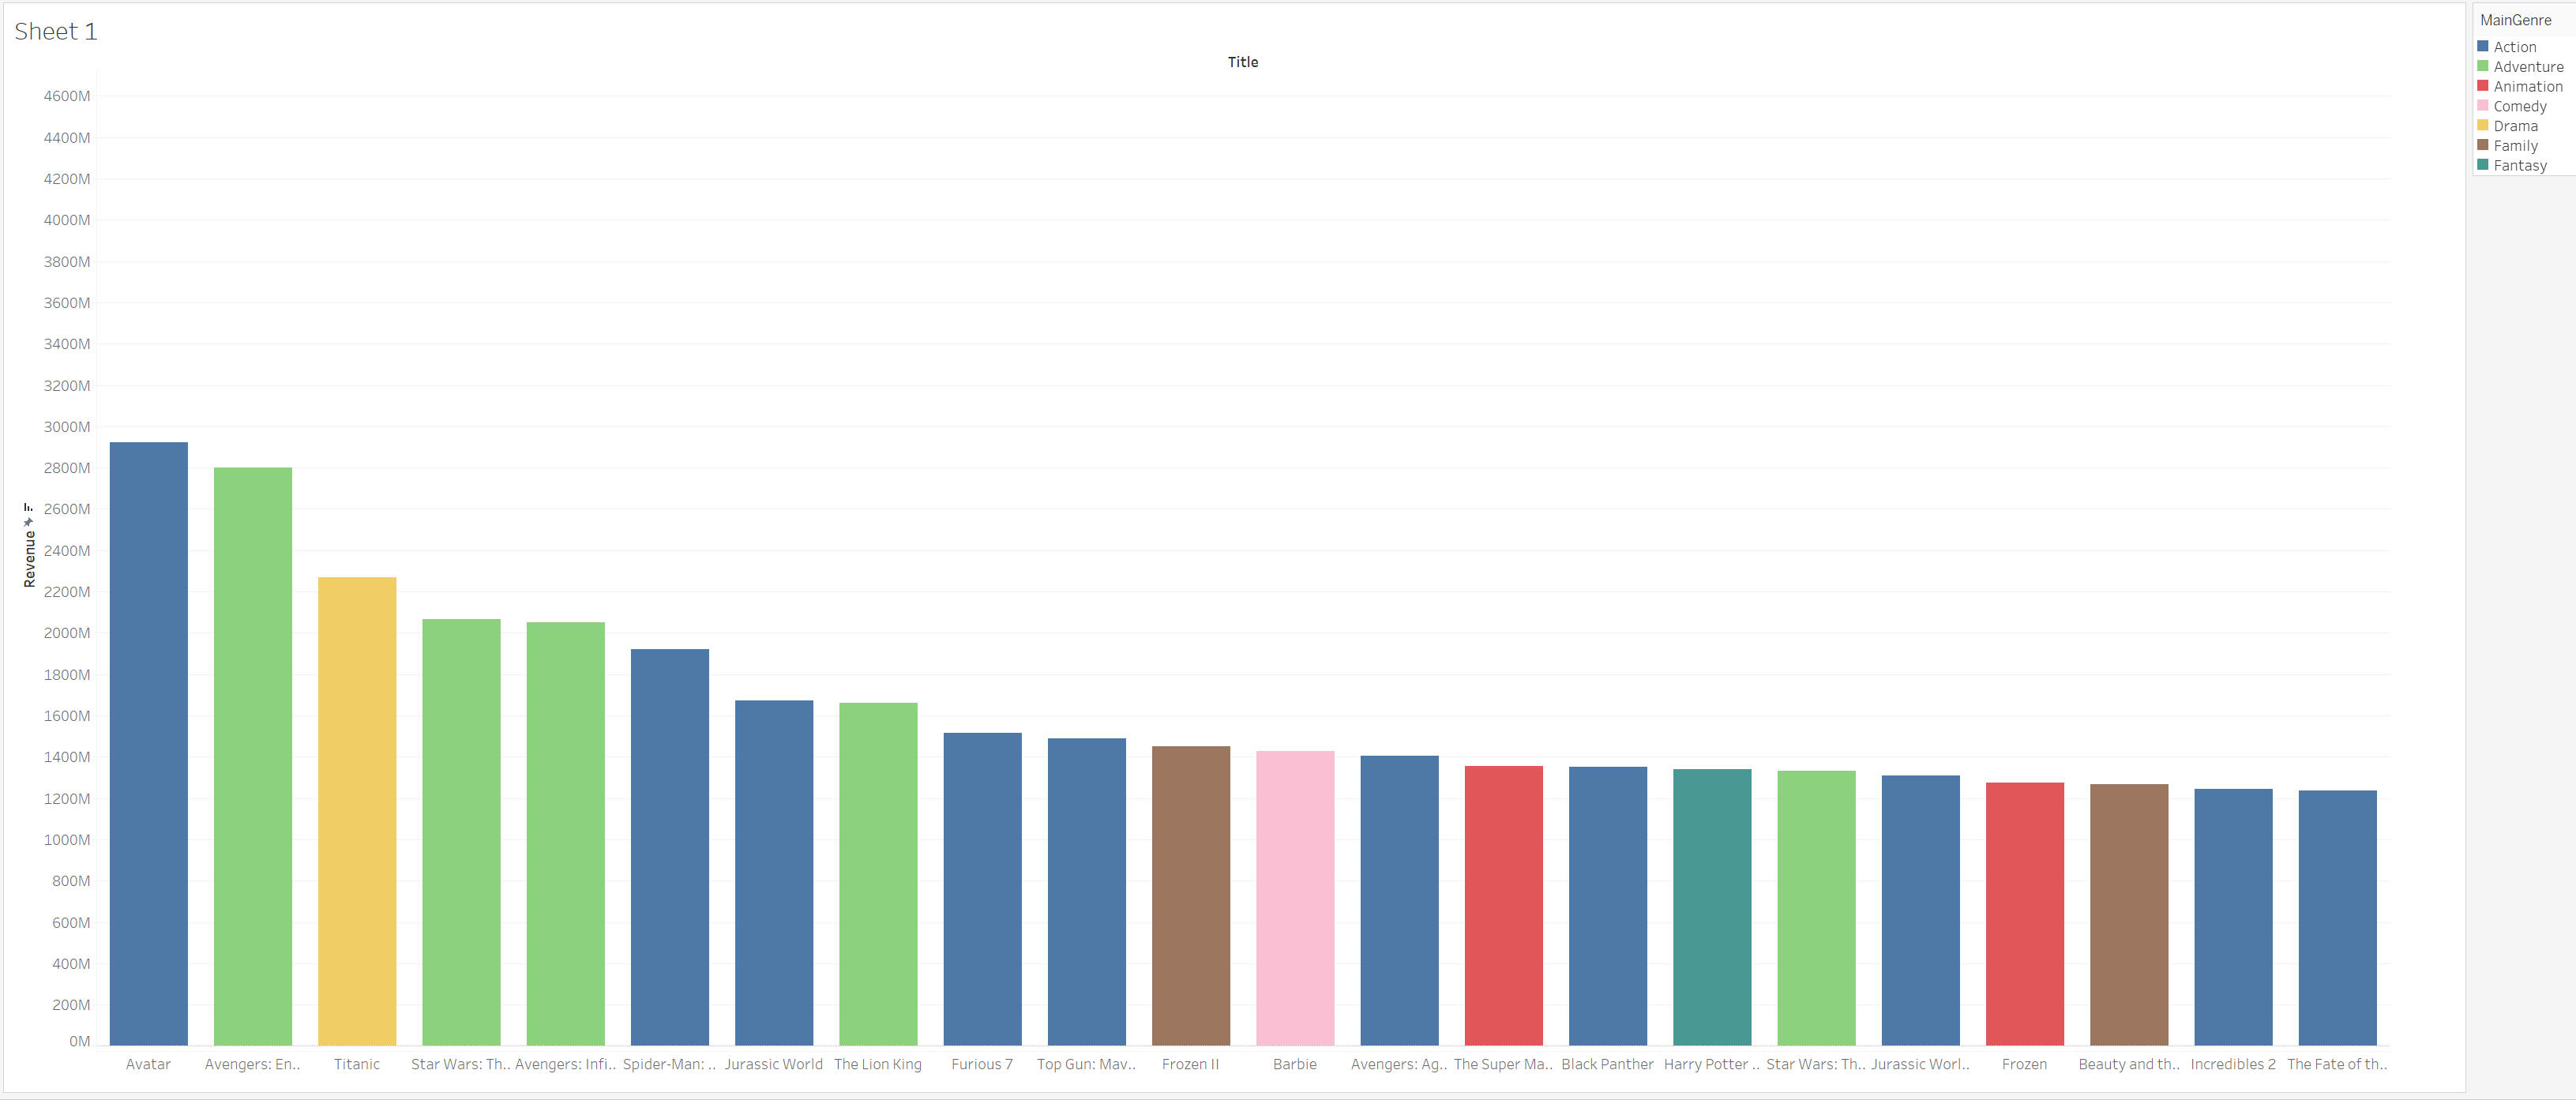 Sheet 1
Title
4600M
4400M
4200M
4000M
3800M
3600M
3400M
3200M
3000M
2800M
2600M
2400M
2200M
2000M
1800M
1600M
1400M
1200M
1000M
800M
600M
400M
200M
0M
Revenue
Avatar
Avengers: En..
Titanic
Star Wars: Th..
Avengers: Infi..
Spider-Man: ..
Jurassic World
The Lion King
Furious 7
Top Gun: Mav..
Frozen II
Barbie
Avengers: Ag..
The Super Ma..
Black Panther
Harry Potter ..
Star Wars: Th..
Jurassic Worl..
Frozen
Beauty and th..
Incredibles 2
The Fate of th..
MainGenre
Action
Adventure
Animation
Comedy
Drama
Family
Fantasy